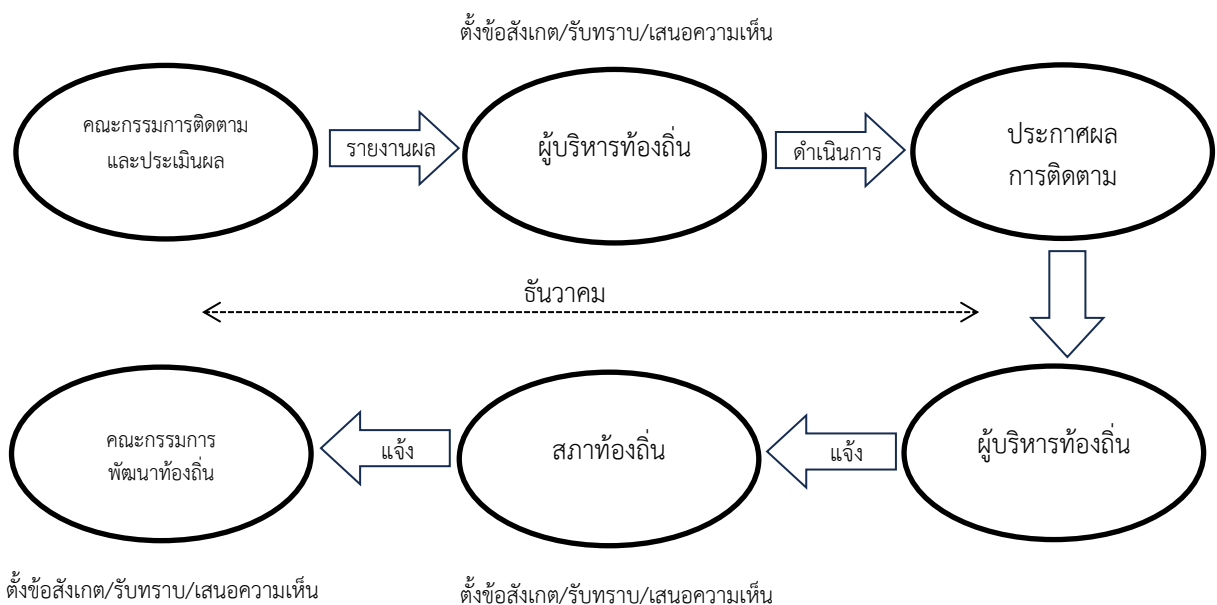 ตั้งข้อสังเกต/รับทราบ/เสนอความเห็น
คณะกรรมการติดตาม
และประเมินผล
รายงานผล
ผู้บริหารท้องถิ่น
ดำเนินการ
ประกาศผล
การติดตาม
ธันวาคม
ผู้บริหารท้องถิ่น
แจ้ง
สภาท้องถิ่น
แจ้ง
คณะกรรมการ
พัฒนาท้องถิ่น
ตั้งข้อสังเกต/รับทราบ/เสนอความเห็น
ตั้งข้อสังเกต/รับทราบ/เสนอความเห็น